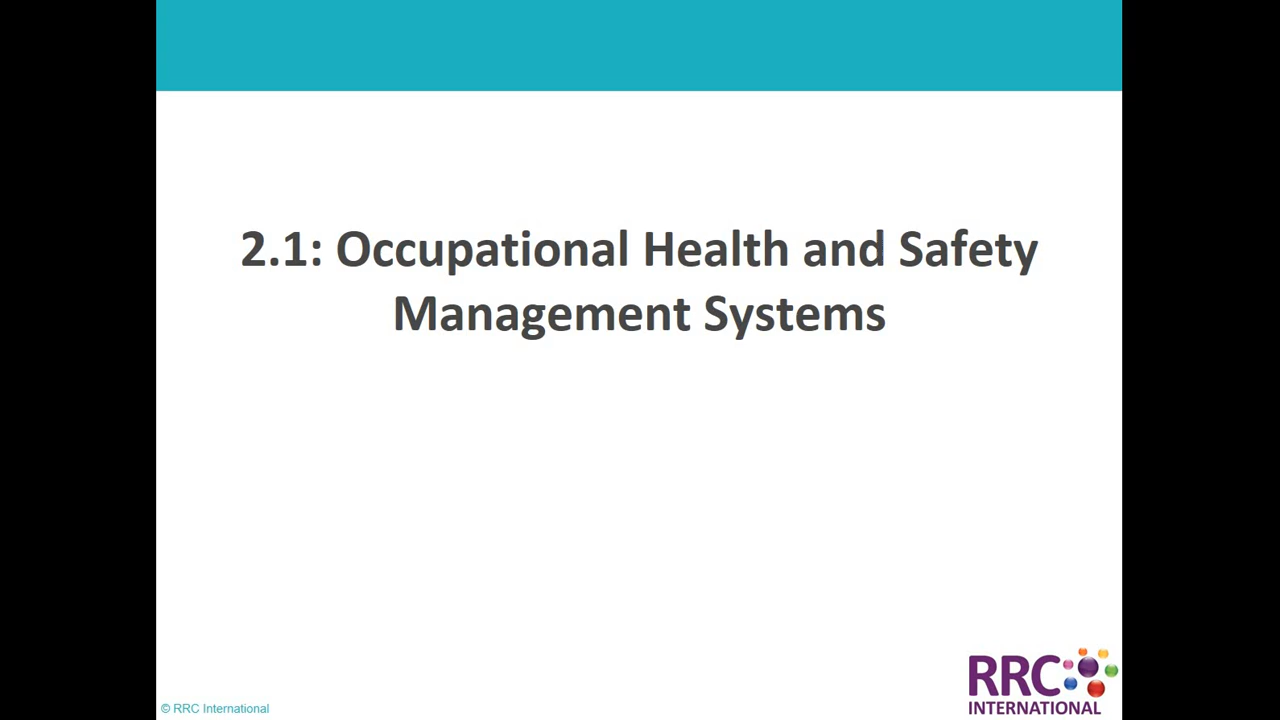 2.1: Occupational Health and Safety
Management Systems
© RRC International
RRC
INTERNATIONAL